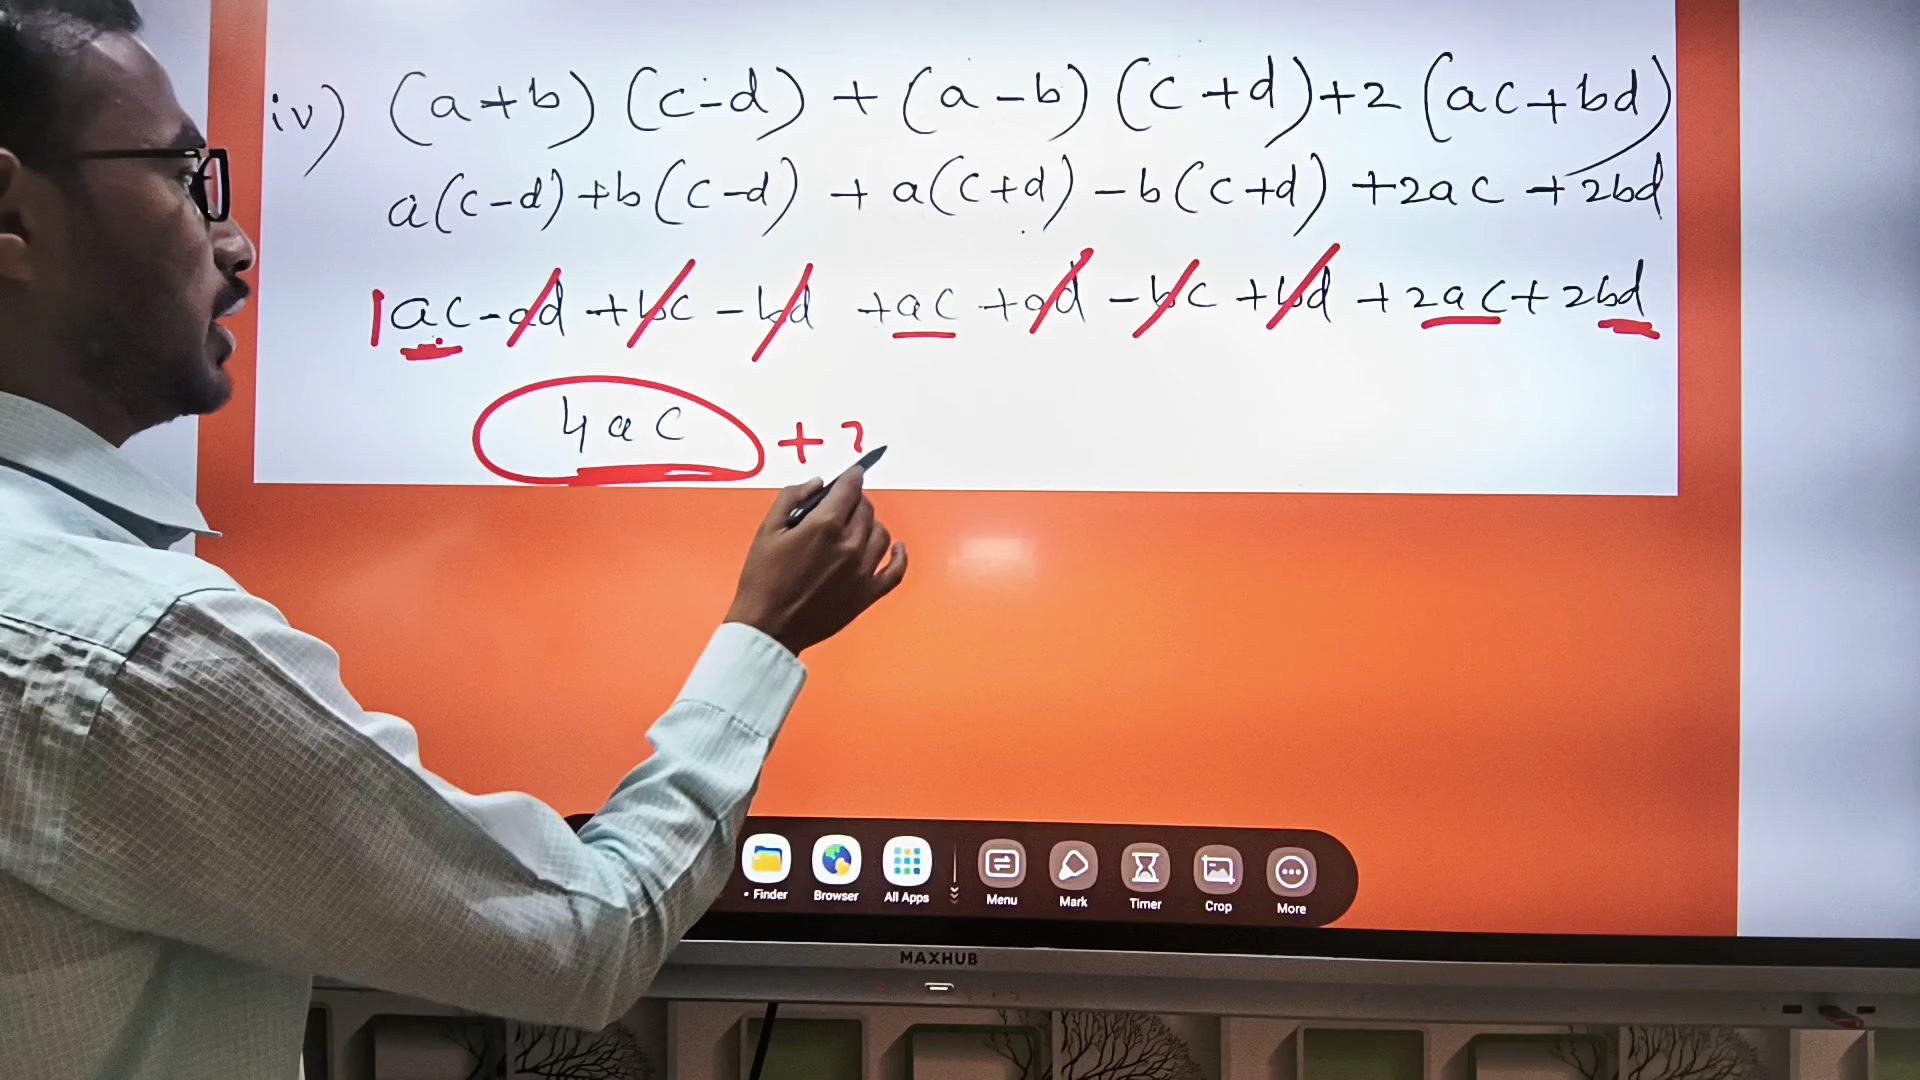 iv) (a+b) (c-d) + (a-b) (c+d)+2 (ac+bd)
a(c-d)+b(c-d) + a(c+d) -b(c+d) +2ac +2bd
1ac-ad+bc-bd +ac +ad -bc +bd +2ac+2bd
4ac + 2
Finder Browser All Apps Menu Mark Timer Crop More
MAXHUB